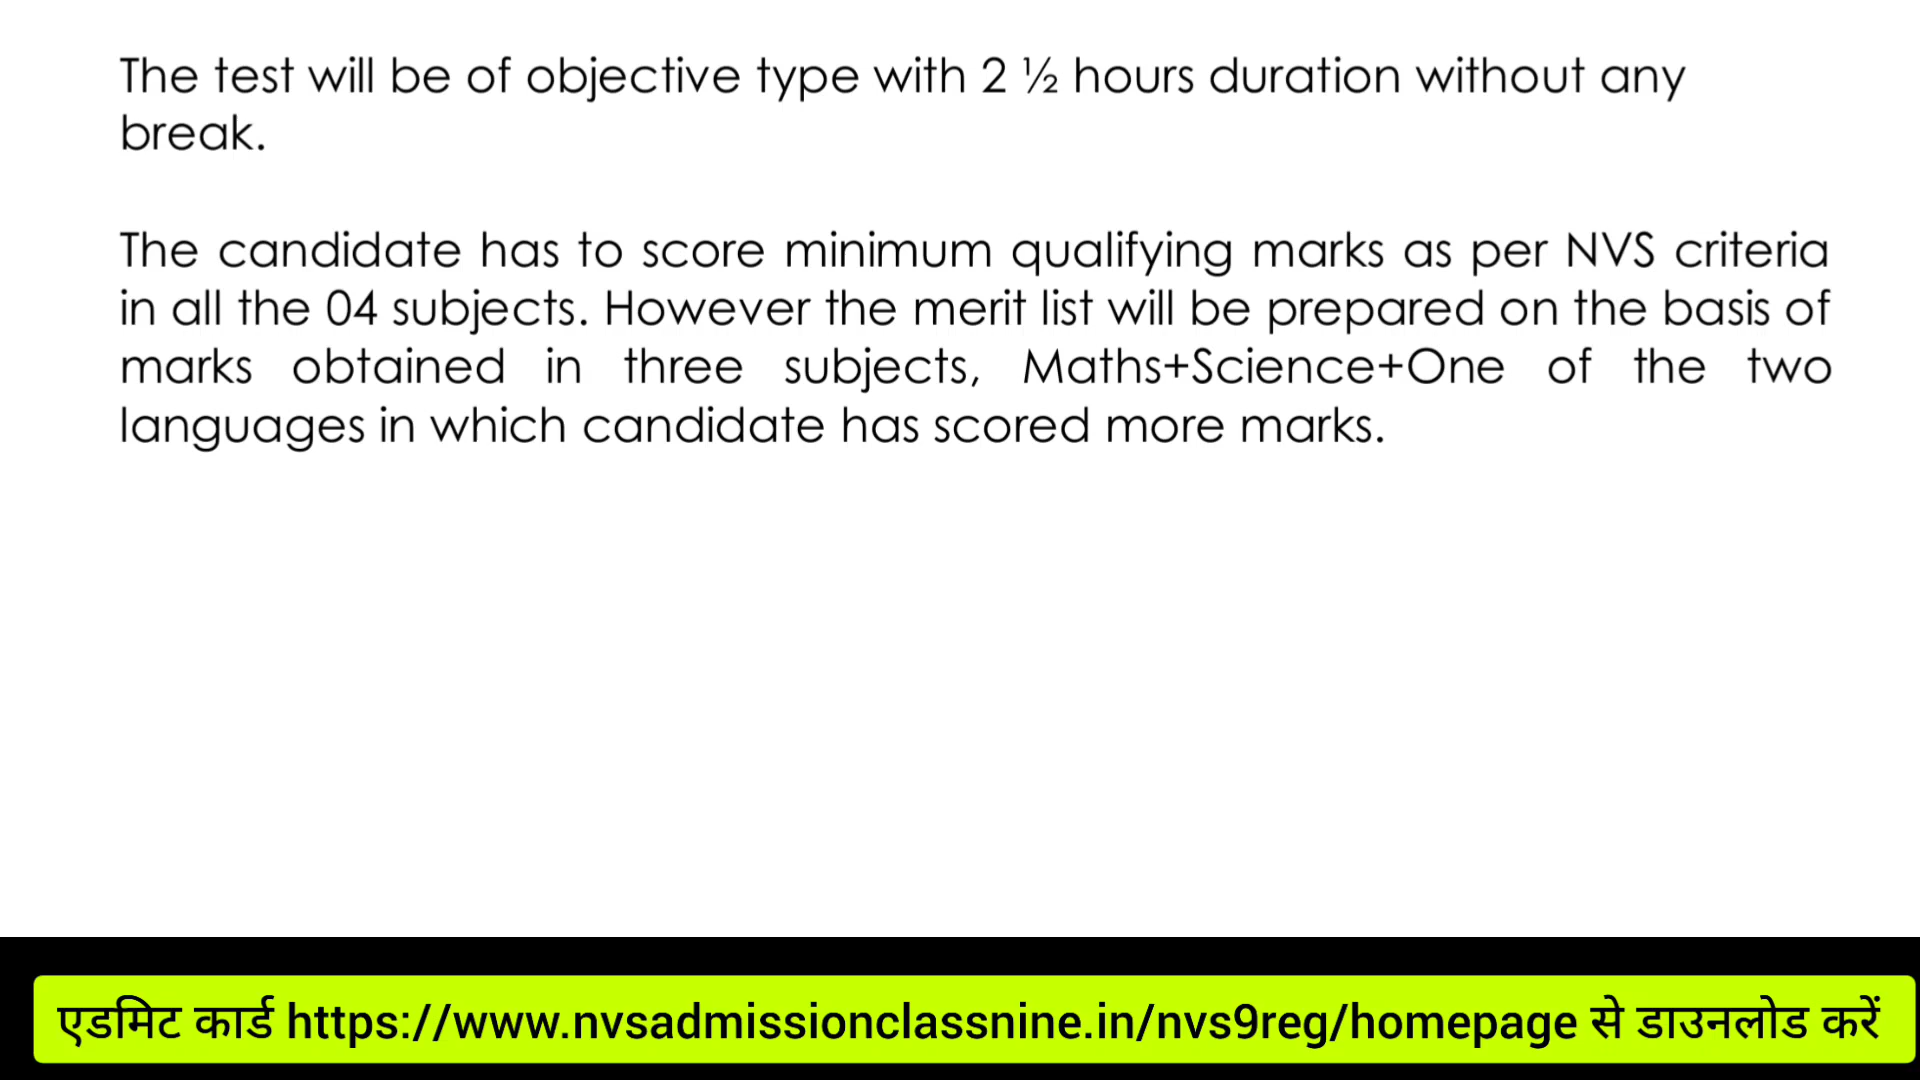 The test will be of objective type with 2 ½ hours duration without any
break.
The candidate has to score minimum qualifying marks as per NVS criteria
in all the 04 subjects. However the merit list will be prepared on the basis of
marks obtained in three subjects, Maths+Science+One of the two
languages in which candidate has scored more marks.
एडमिट कार्ड https://www.nvsadmissionclassnine.in/nvs9reg/homepage से डाउनलोड करें